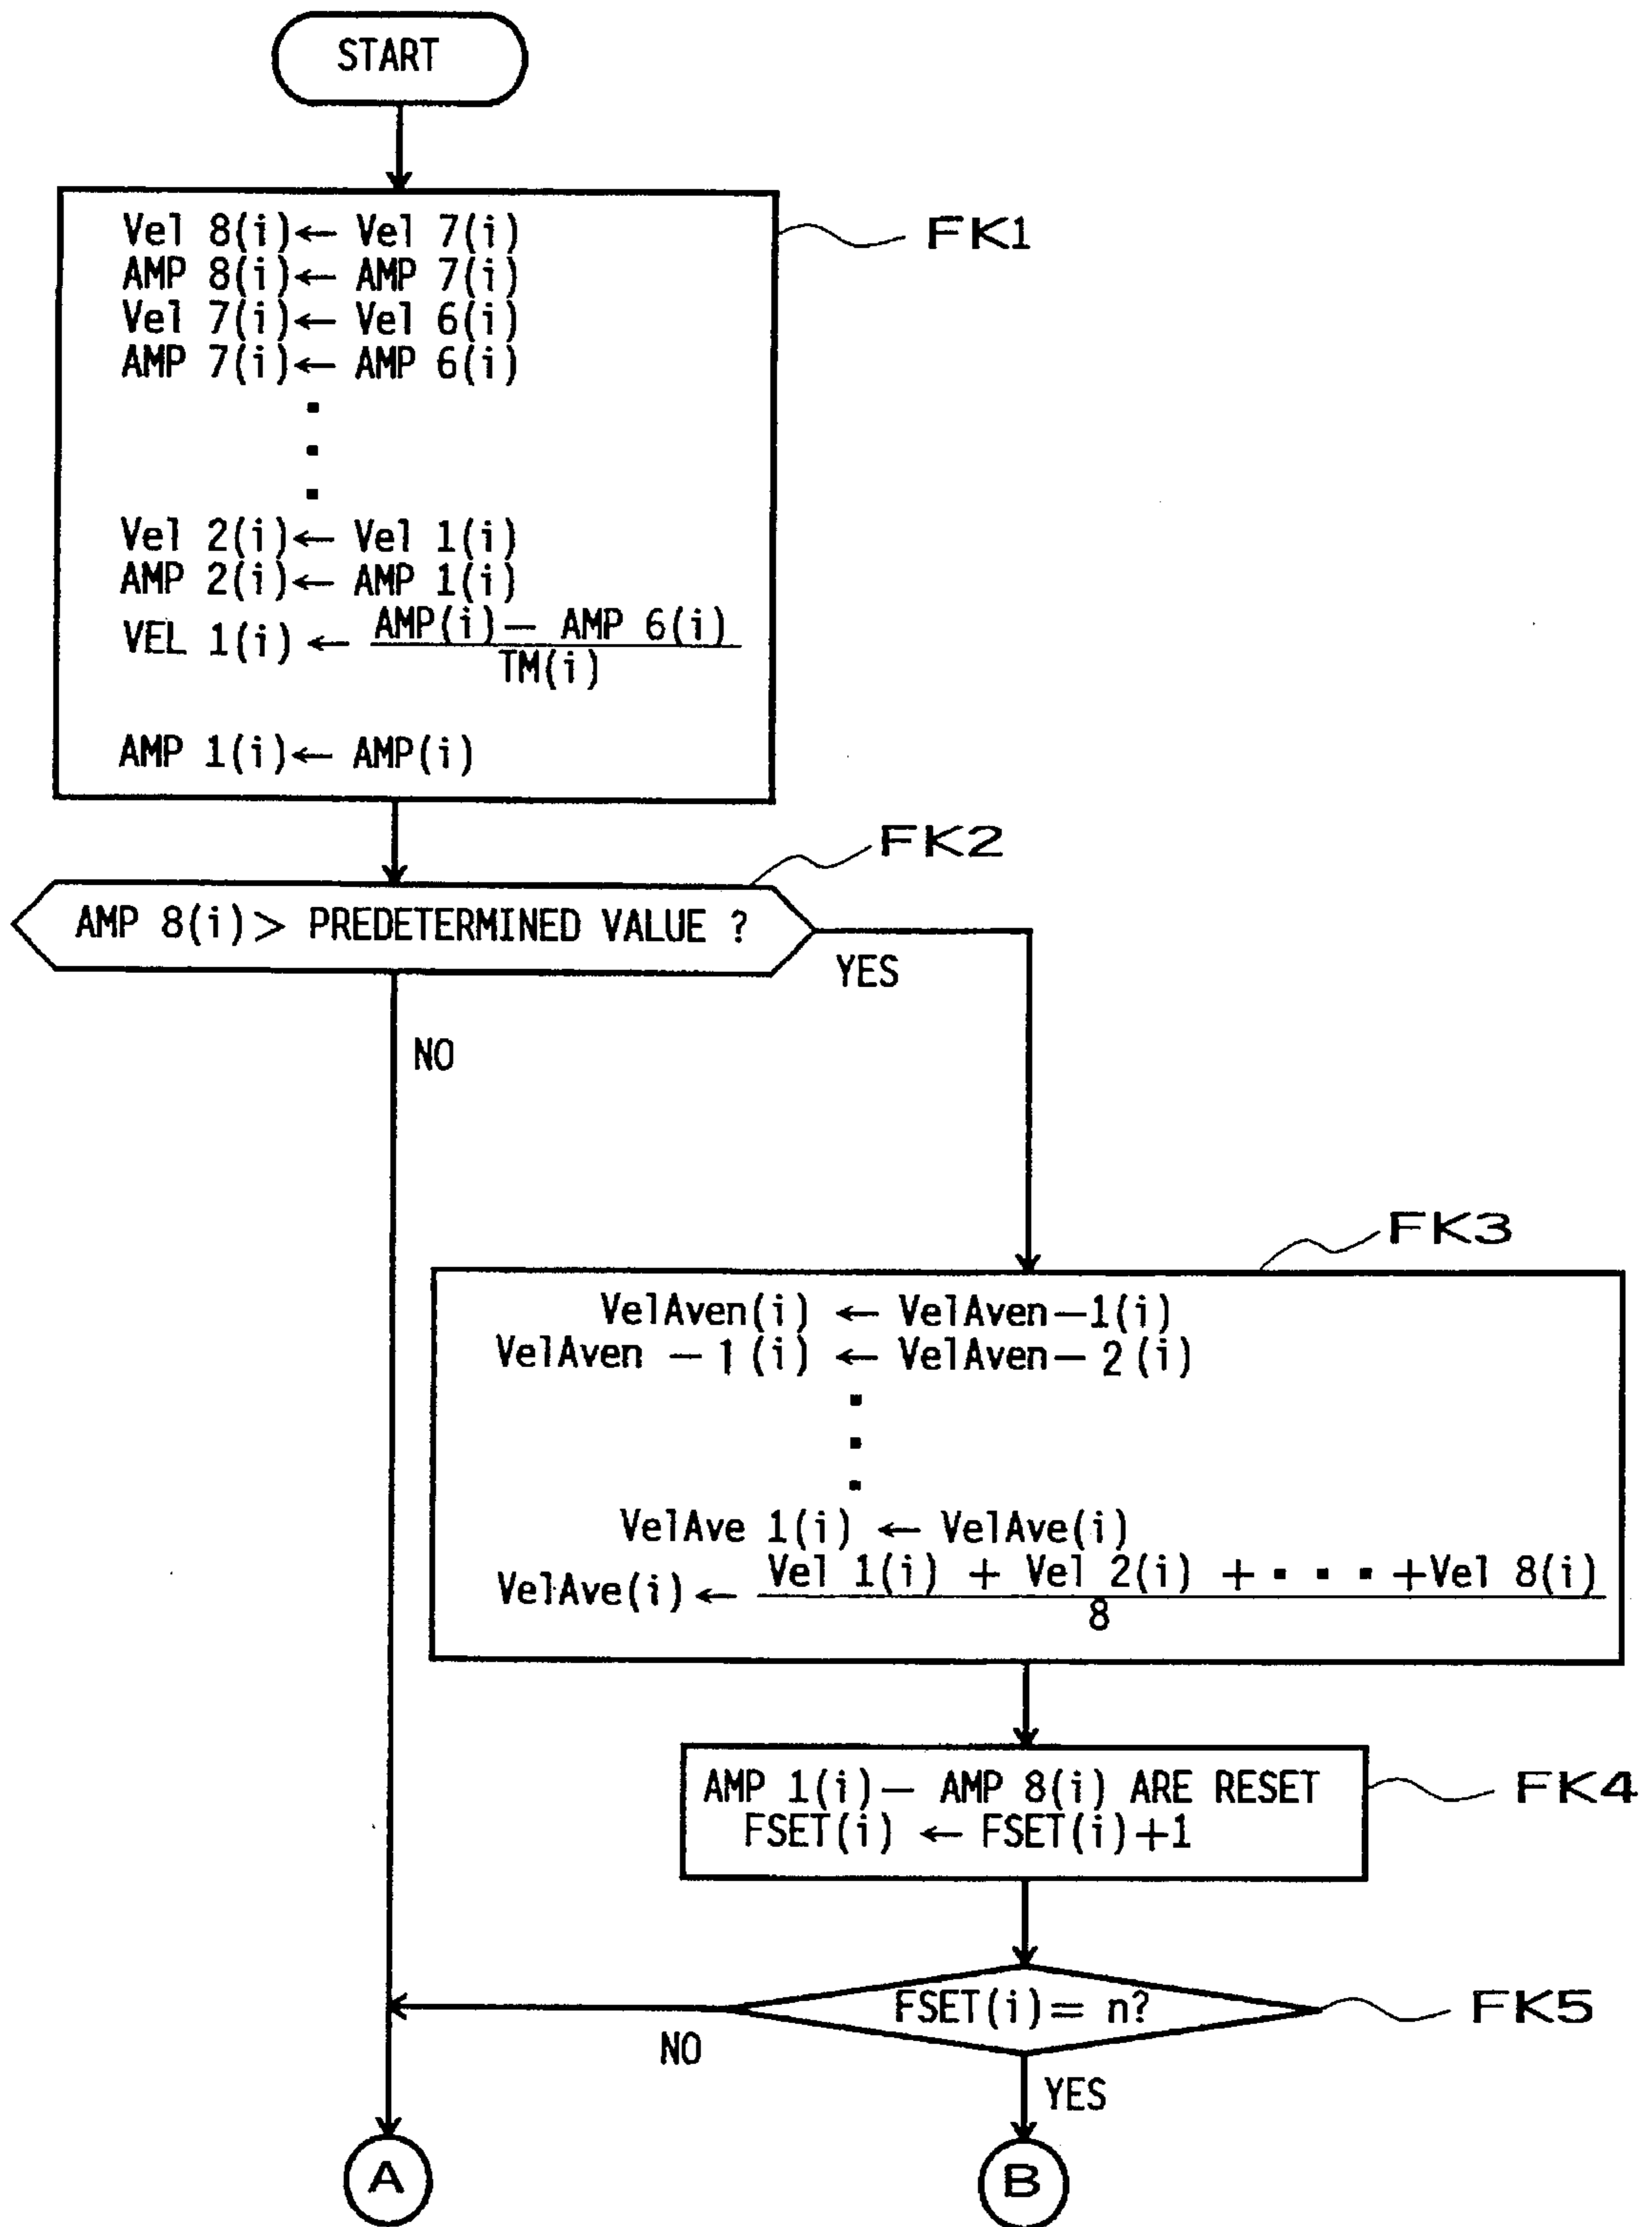 START
FK1
Vel 8(i)← Vel 7(i)
AMP 8(i)← AMP 7(i)
Vel 7(i)← Vel 6(i)
AMP 7(i)← AMP 6(i)
.
.
.
Vel 2(i)← Vel 1(i)
AMP 2(i)← AMP 1(i)
VEL 1(i) ← AMP(i)— AMP 6(i)
TM(i)
AMP 1(i)← AMP(i)
FK2
AMP 8(i)> PREDETERMINED VALUE ?
YES
NO
FK3
VelAven(i) ← VelAven—1(i)
VelAven —1(i) ← VelAven—2(i)
.
.
.
VelAve 1(i) ← VelAve(i)
VelAve(i)← Vel 1(i) + Vel 2(i) +. . . +Vel 8(i)
8
AMP 1(i)— AMP 8(i) ARE RESET
FSET(i) ← FSET(i)+1
FK4
FSET(i)= n?
FK5
NO
YES
A
B